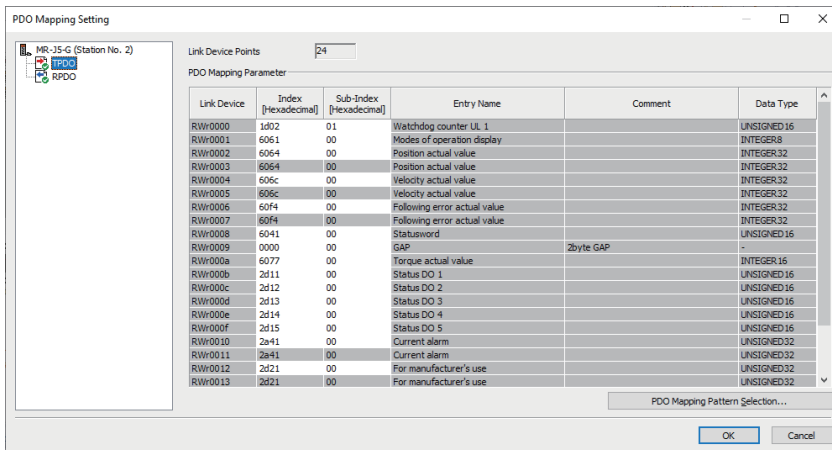 PDO Mapping Setting
MR-J5-G (Station No. 2)
TPDO
RPDO
Link Device Points 24
PDO Mapping Parameter
Link Device Index [Hexadecimal] Sub-Index [Hexadecimal] Entry Name Comment Data Type
RWr0000 1d02 01 Watchdog counter UL 1 UNSIGNED16
RWr0001 6061 00 Modes of operation display INTEGER8
RWr0002 6064 00 Position actual value INTEGER32
RWr0003 6064 00 Position actual value INTEGER32
RWr0004 606c 00 Velocity actual value INTEGER32
RWr0005 606c 00 Velocity actual value INTEGER32
RWr0006 60f4 00 Following error actual value INTEGER32
RWr0007 60f4 00 Following error actual value INTEGER32
RWr0008 6041 00 Statusword UNSIGNED16
RWr0009 0000 00 GAP 2byte GAP -
RWr000a 6077 00 Torque actual value INTEGER16
RWr000b 2d11 00 Status DO 1 UNSIGNED16
RWr000c 2d12 00 Status DO 2 UNSIGNED16
RWr000d 2d13 00 Status DO 3 UNSIGNED16
RWr000e 2d14 00 Status DO 4 UNSIGNED16
RWr000f 2d15 00 Status DO 5 UNSIGNED16
RWr0010 2a41 00 Current alarm UNSIGNED32
RWr0011 2a41 00 Current alarm UNSIGNED32
RWr0012 2d21 00 For manufacturer's use UNSIGNED32
RWr0013 2d21 00 For manufacturer's use UNSIGNED32
PDO Mapping Pattern Selection...
OK Cancel